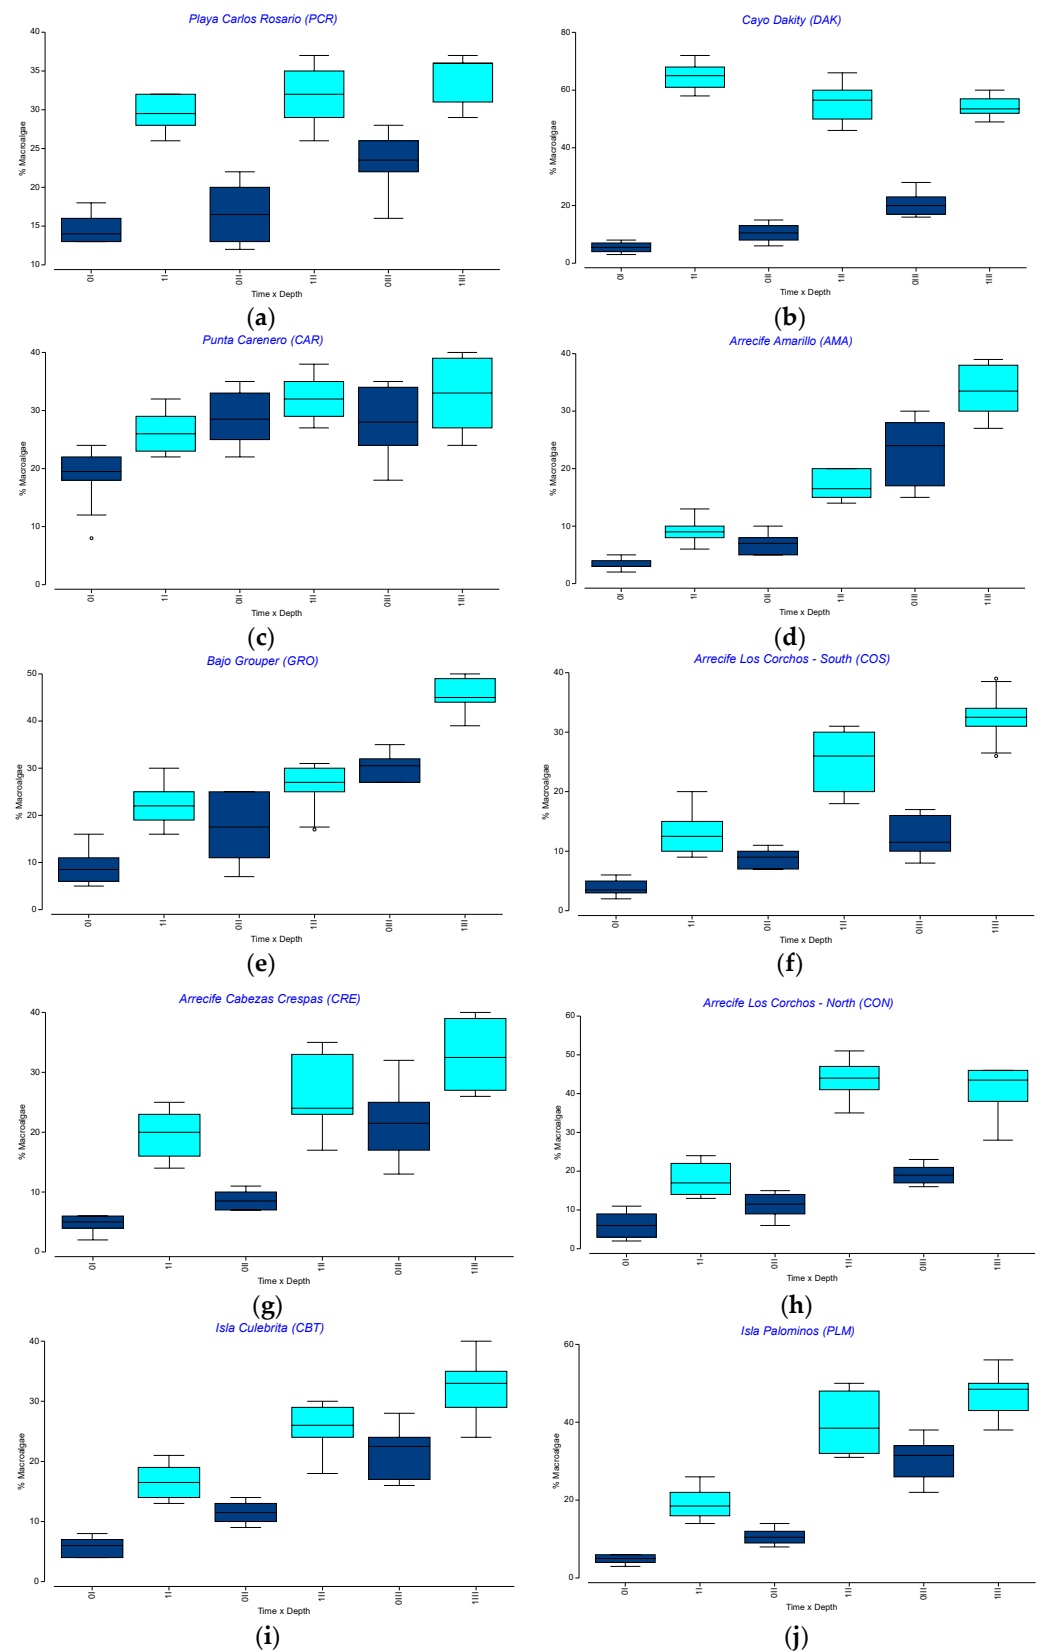 Playa Carlos Rosario (PCR)
% Macroalgae
40
35
30
25
20
15
10
0I
1I
0II
1II
0III
1III
Time x Depth
(a)
Cayo Dakity (DAK)
% Macroalgae
80
60
40
20
0
0I
1I
0II
1II
0III
1III
Time x Depth
(b)
Punta Carenero (CAR)
% Macroalgae
40
30
20
10
0
0I
1I
0II
1II
0III
1III
Time x Depth
(c)
Arrecife Amarillo (AMA)
% Macroalgae
40
30
20
10
0
0I
1I
0II
1II
0III
1III
Time x Depth
(d)
Bajo Grouper (GRO)
% Macroalgae
50
40
30
20
10
0
0I
1I
0II
1II
0III
1III
Time x Depth
(e)
Arrecife Los Corchos - South (COS)
% Macroalgae
40
30
20
10
0
0I
1I
0II
1II
0III
1III
Time x Depth
(f)
Arrecife Cabezas Crespas (CRE)
% Macroalgae
40
30
20
10
0
0I
1I
0II
1II
0III
1III
Time x Depth
(g)
Arrecife Los Corchos - North (CON)
% Macroalgae
60
50
40
30
20
10
0
0I
1I
0II
1II
0III
1III
Time x Depth
(h)
Isla Culebrita (CBT)
% Macroalgae
40
30
20
10
0
0I
1I
0II
1II
0III
1III
Time x Depth
(i)
Isla Palominos (PLM)
% Macroalgae
60
40
20
0
0I
1I
0II
1II
0III
1III
Time x Depth
(j)